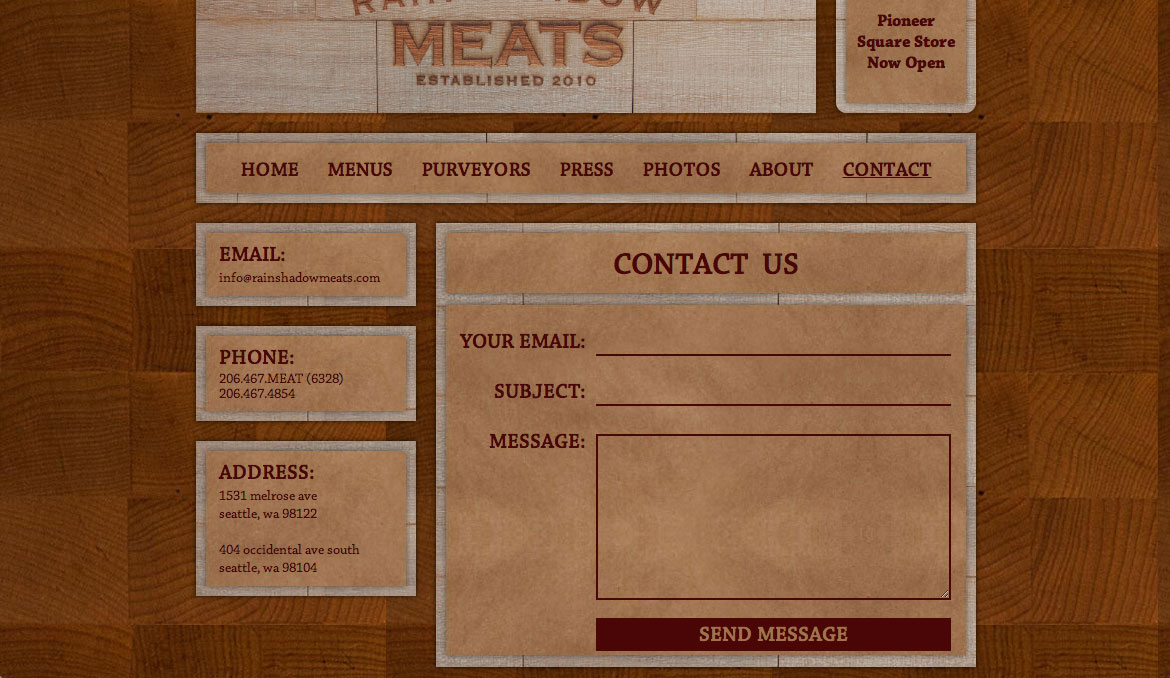 MEATS
ESTABLISHED 2010
Pioneer
Square Store
Now Open
HOME MENUS PURVEYORS PRESS PHOTOS ABOUT CONTACT
EMAIL:
info@rainshadowmeats.com
PHONE:
206.467.MEAT (6328)
206.467.4854
ADDRESS:
1531 melrose ave
seattle, wa 98122
404 occidental ave south
seattle, wa 98104
CONTACT US
YOUR EMAIL:
SUBJECT:
MESSAGE:
SEND MESSAGE